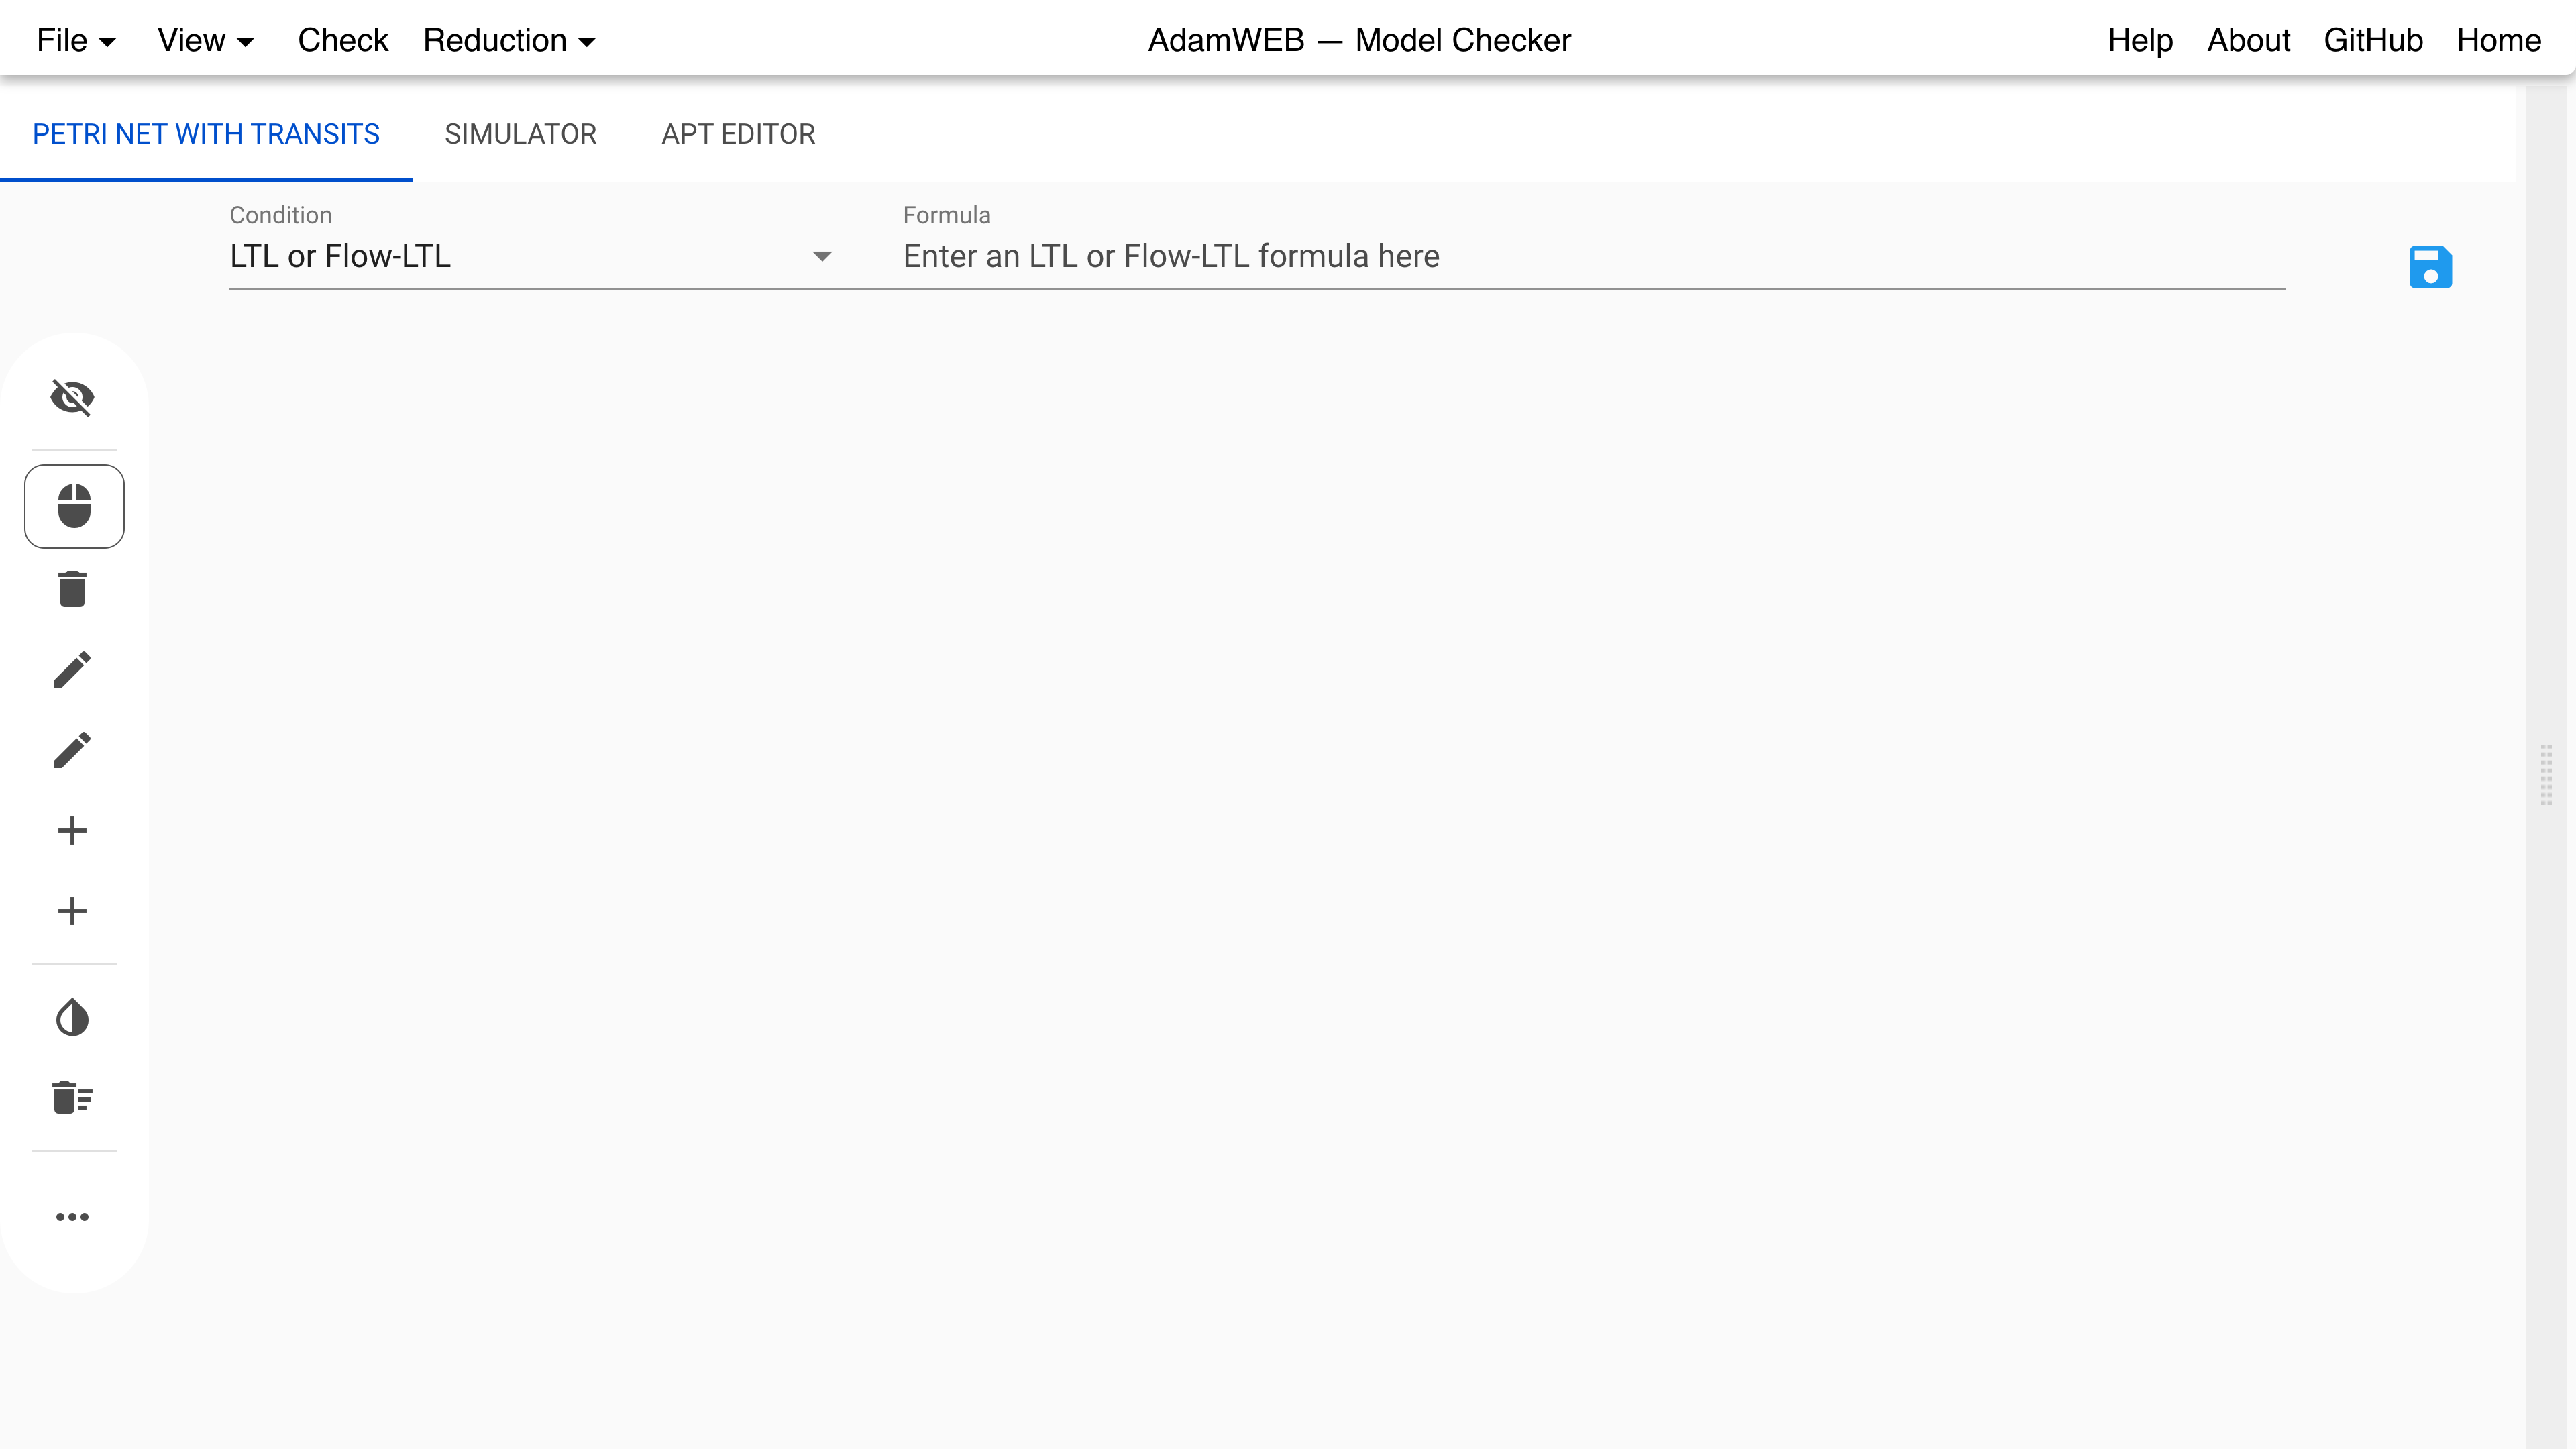 File View Check Reduction AdamWEB — Model Checker Help About GitHub Home
PETRI NET WITH TRANSITS SIMULATOR APT EDITOR
Condition Formula
LTL or Flow-LTL Enter an LTL or Flow-LTL formula here